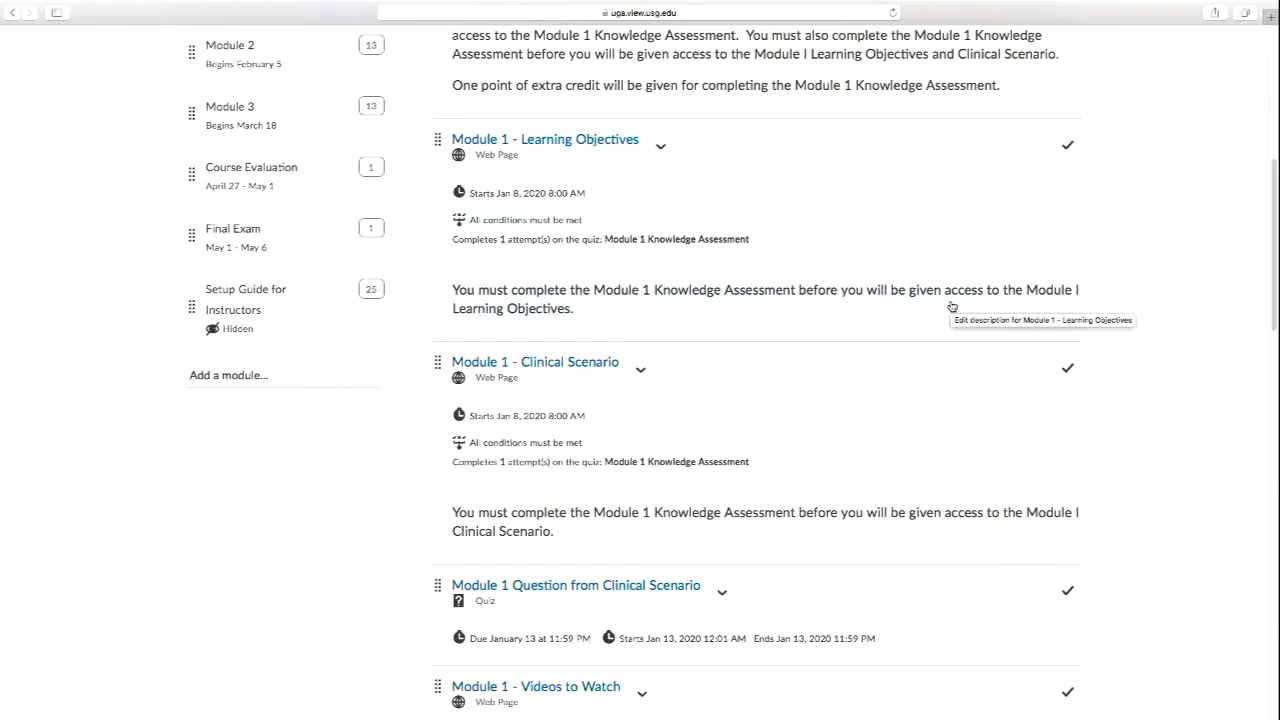 uga.view.usg.edu
Module 2
13
Begins February 5
Module 3
13
Begins March 18
Course Evaluation
1
April 27 - May 1
Final Exam
1
May 1 - May 6
Setup Guide for
Instructors
25
Hidden
Add a module...
access to the Module 1 Knowledge Assessment. You must also complete the Module 1 Knowledge
Assessment before you will be given access to the Module I Learning Objectives and Clinical Scenario.
One point of extra credit will be given for completing the Module 1 Knowledge Assessment.
Module 1 - Learning Objectives
Web Page
Starts Jan 8, 2020 8:00 AM
All conditions must be met
Completes 1 attempt(s) on the quiz: Module 1 Knowledge Assessment
You must complete the Module 1 Knowledge Assessment before you will be given access to the Module I
Learning Objectives.
Edit description for Module 1 - Learning Objectives
Module 1 - Clinical Scenario
Web Page
Starts Jan 8, 2020 8:00 AM
All conditions must be met
Completes 1 attempt(s) on the quiz: Module 1 Knowledge Assessment
You must complete the Module 1 Knowledge Assessment before you will be given access to the Module I
Clinical Scenario.
Module 1 Question from Clinical Scenario
Quiz
Due January 13 at 11:59 PM Starts Jan 13, 2020 12:01 AM Ends Jan 13, 2020 11:59 PM
Module 1 - Videos to Watch
Web Page